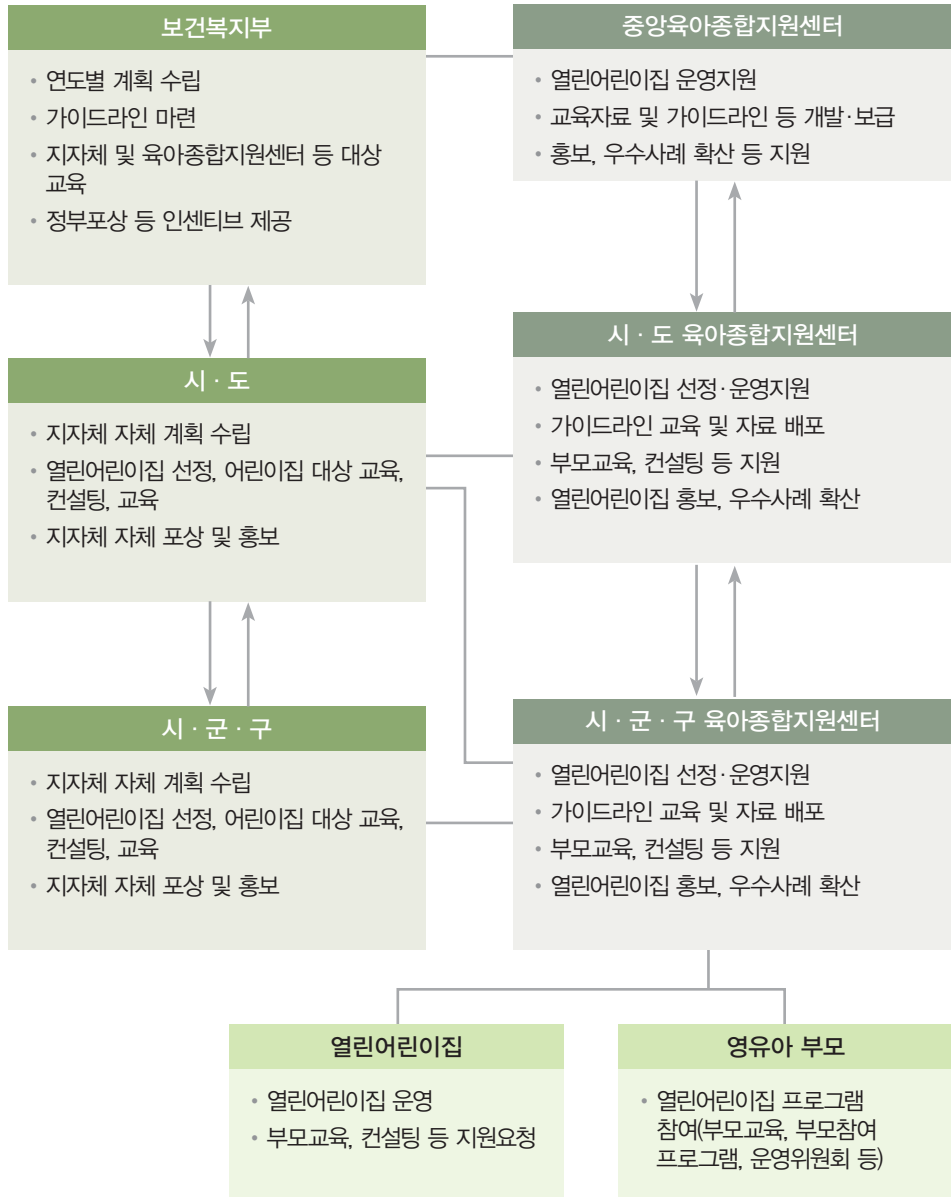 보건복지부
• 연도별 계획 수립
• 가이드라인 마련
• 지자체 및 육아종합지원센터 등 대상
교육
• 정부포상 등 인센티브 제공
중앙육아종합지원센터
• 열린어린이집 운영지원
• 교육자료 및 가이드라인 등 개발·보급
• 홍보, 우수사례 확산 등 지원
시·도
• 지자체 자체 계획 수립
• 열린어린이집 선정, 어린이집 대상 교육,
컨설팅, 교육
• 지자체 자체 포상 및 홍보
시·도 육아종합지원센터
• 열린어린이집 선정·운영지원
• 가이드라인 교육 및 자료 배포
• 부모교육, 컨설팅 등 지원
• 열린어린이집 홍보, 우수사례 확산
시·군·구
• 지자체 자체 계획 수립
• 열린어린이집 선정, 어린이집 대상 교육,
컨설팅, 교육
• 지자체 자체 포상 및 홍보
시·군·구 육아종합지원센터
• 열린어린이집 선정·운영지원
• 가이드라인 교육 및 자료 배포
• 부모교육, 컨설팅 등 지원
• 열린어린이집 홍보, 우수사례 확산
열린어린이집
• 열린어린이집 운영
• 부모교육, 컨설팅 등 지원요청
영유아 부모
• 열린어린이집 프로그램
참여(부모교육, 부모참여
프로그램, 운영위원회 등)